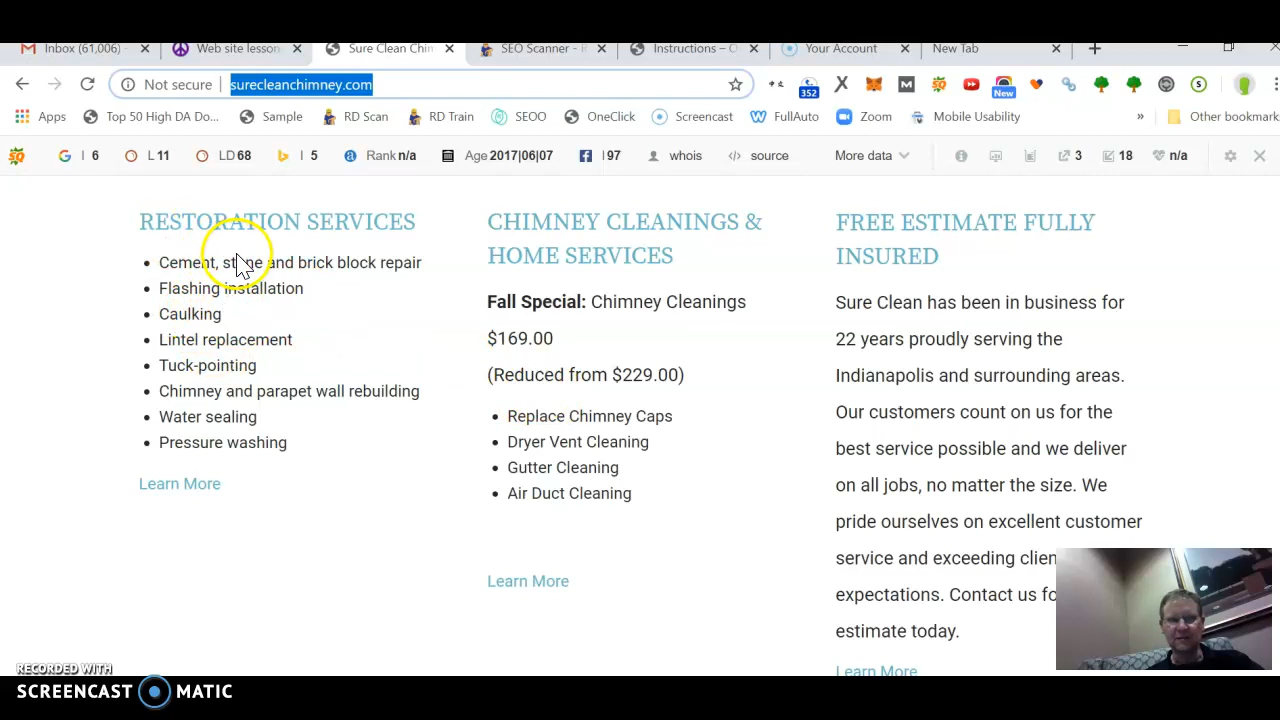 Inbox (61,006) -
Web site lesson
Sure Clean Chim
SEO Scanner -
Instructions –
Your Account
New Tab
Not secure
surecleanchimney.com
352
New
Apps
Top 50 High DA Do...
Sample
RD Scan
RD Train
SEOO
OneClick
Screencast
FullAuto
Zoom
Mobile Usability
»
Other bookmark
I 6
L 11
LD 68
I 5
Rank n/a
Age 2017|06|07
I 97
whois
source
More data
3
18
n/a
RESTORATION SERVICES
Cement, stone and brick block repair
Flashing installation
Caulking
Lintel replacement
Tuck-pointing
Chimney and parapet wall rebuilding
Water sealing
Pressure washing
Learn More
CHIMNEY CLEANINGS &
HOME SERVICES
Fall Special: Chimney Cleanings
$169.00
(Reduced from $229.00)
Replace Chimney Caps
Dryer Vent Cleaning
Gutter Cleaning
Air Duct Cleaning
Learn More
FREE ESTIMATE FULLY
INSURED
Sure Clean has been in business for
22 years proudly serving the
Indianapolis and surrounding areas.
Our customers count on us for the
best service possible and we deliver
on all jobs, no matter the size. We
pride ourselves on excellent customer
service and exceeding clien
expectations. Contact us fo
estimate today.
Learn More
RECORDED WITH
SCREENCAST MATIC